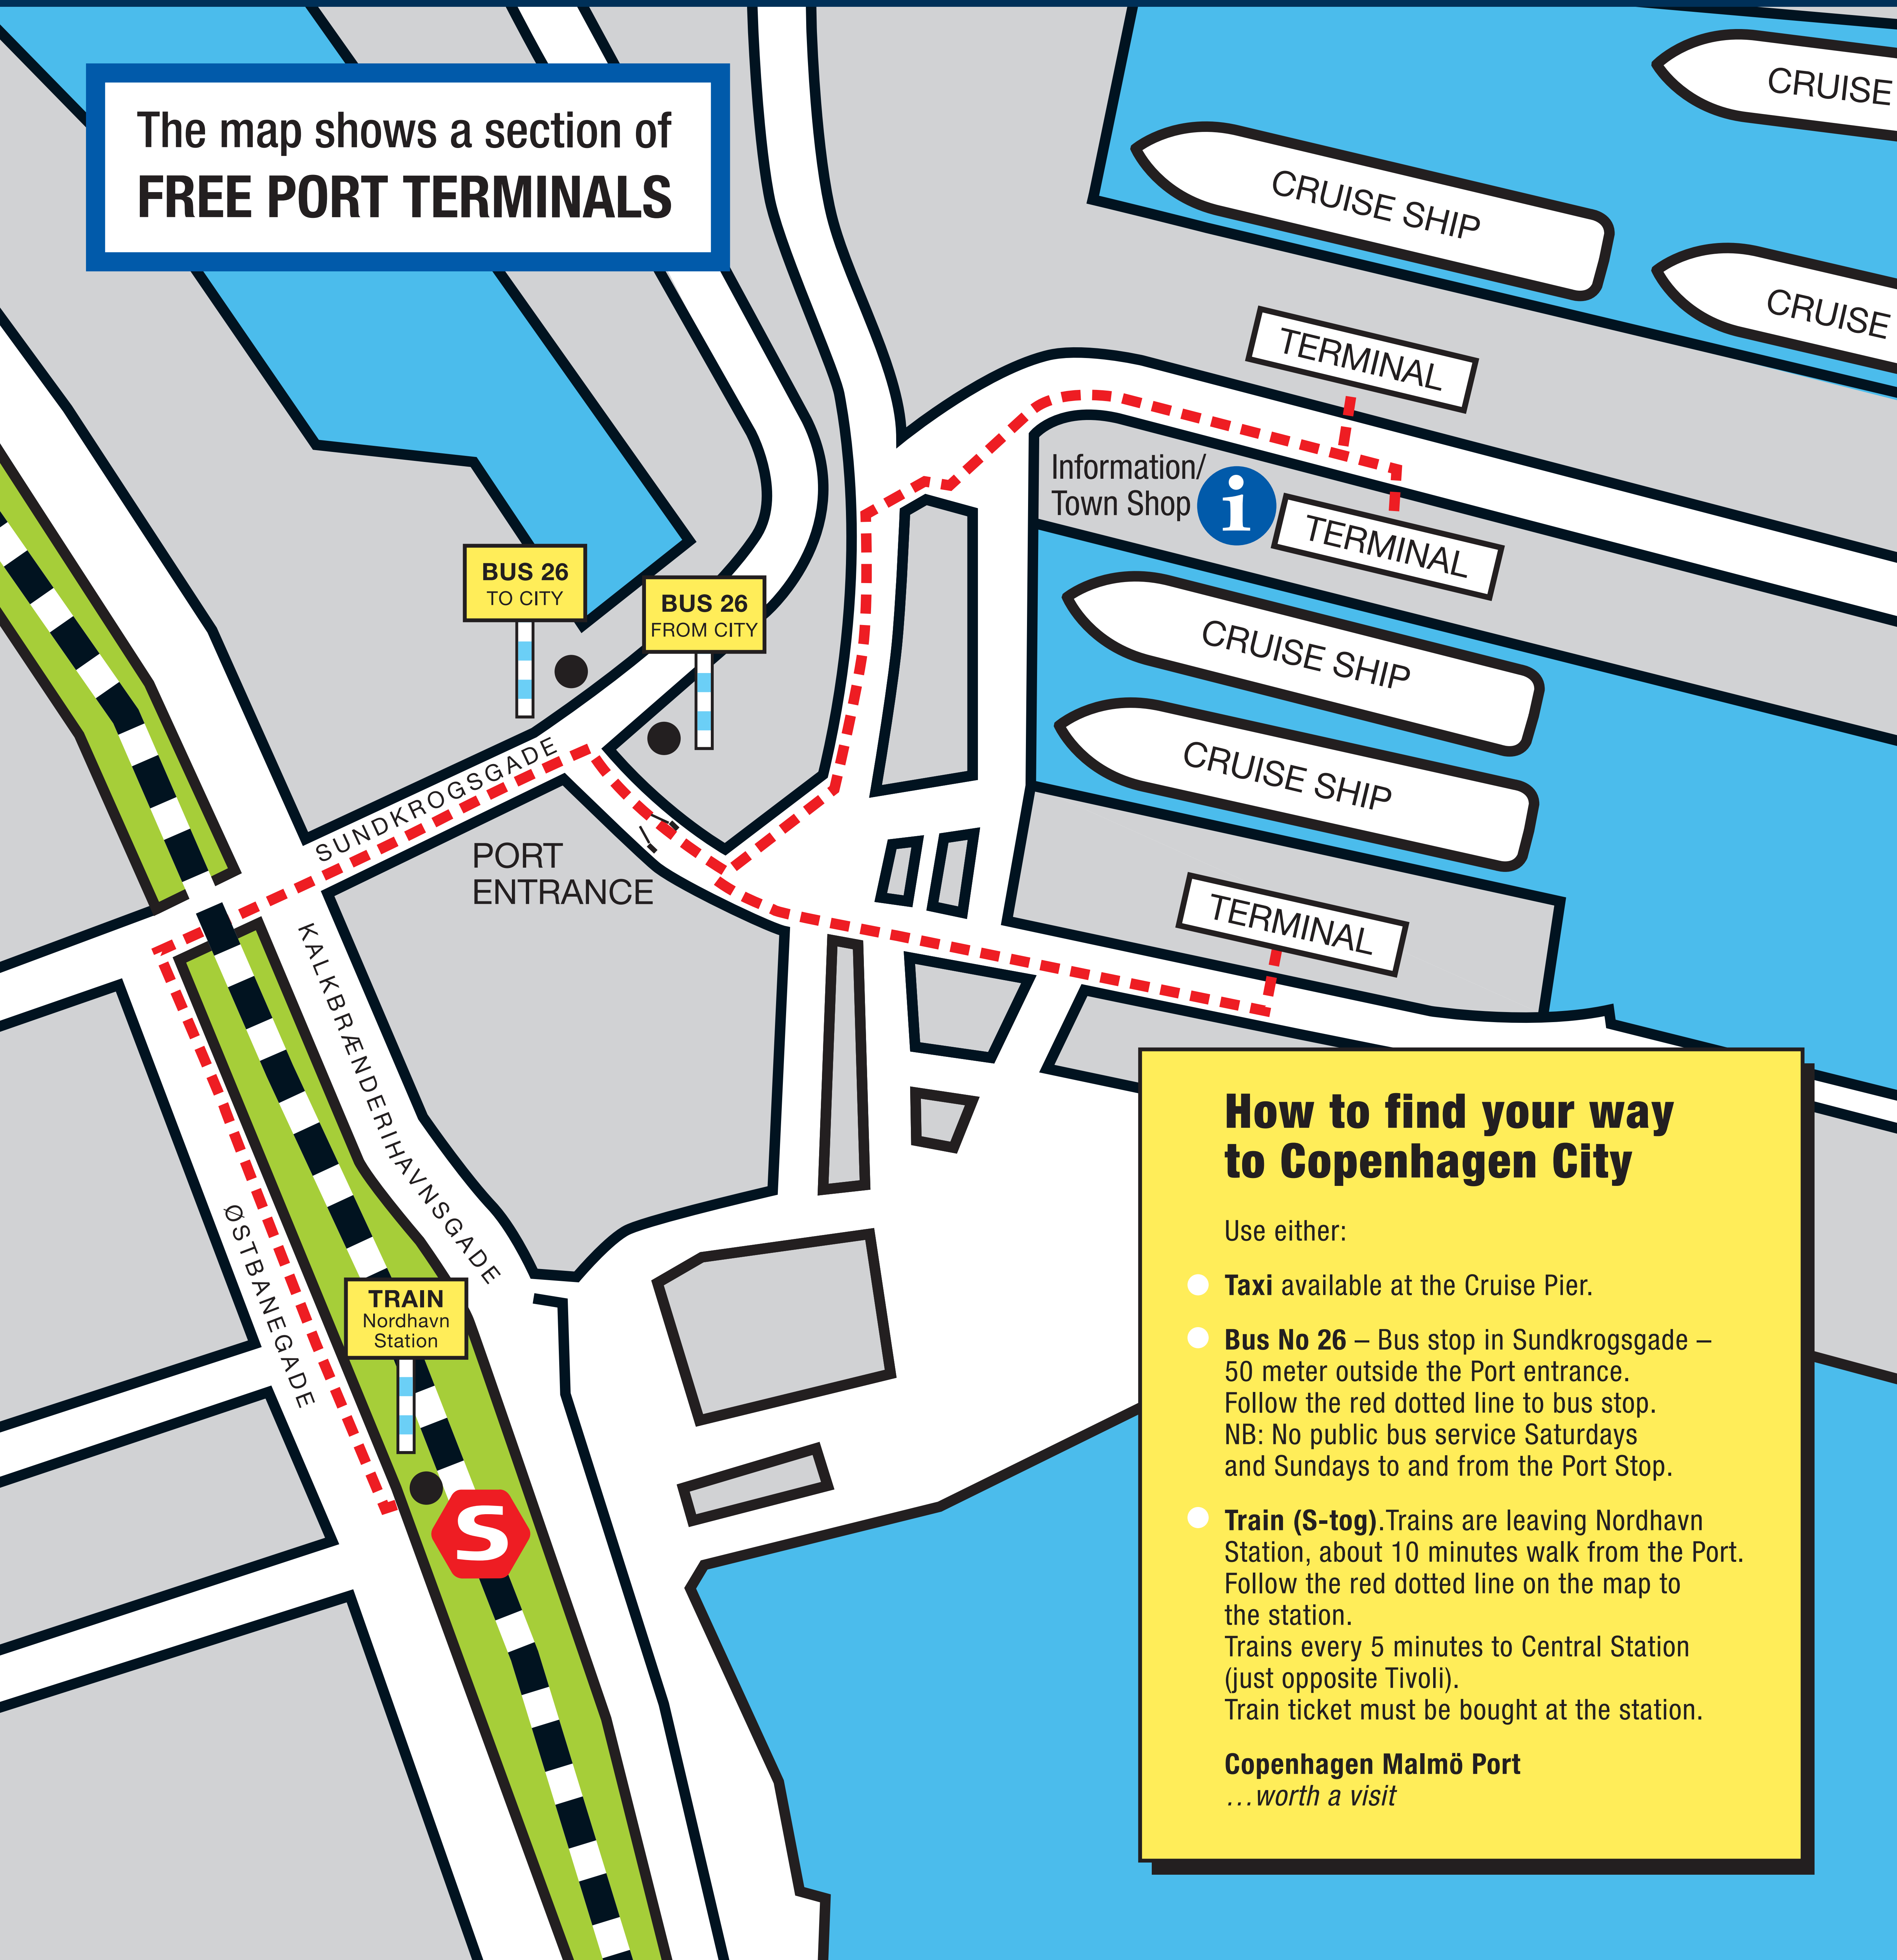 The map shows a section of
FREE PORT TERMINALS
CRUISE
CRUISE SHIP
CRUISE
TERMINAL
Information/
Town Shop
i
TERMINAL
BUS 26
TO CITY
BUS 26
FROM CITY
CRUISE SHIP
CRUISE SHIP
SUNDKROGSGADE
PORT
ENTRANCE
TERMINAL
KALKBRÆNDERIHAVNSGADE
ØSTBANEGADE
TRAIN
Nordhavn
Station
S
How to find your way
to Copenhagen City
Use either:
Taxi available at the Cruise Pier.
Bus No 26 – Bus stop in Sundkrogsgade –
50 meter outside the Port entrance.
Follow the red dotted line to bus stop.
NB: No public bus service Saturdays
and Sundays to and from the Port Stop.
Train (S-tog).Trains are leaving Nordhavn
Station, about 10 minutes walk from the Port.
Follow the red dotted line on the map to
the station.
Trains every 5 minutes to Central Station
(just opposite Tivoli).
Train ticket must be bought at the station.
Copenhagen Malmö Port
...worth a visit